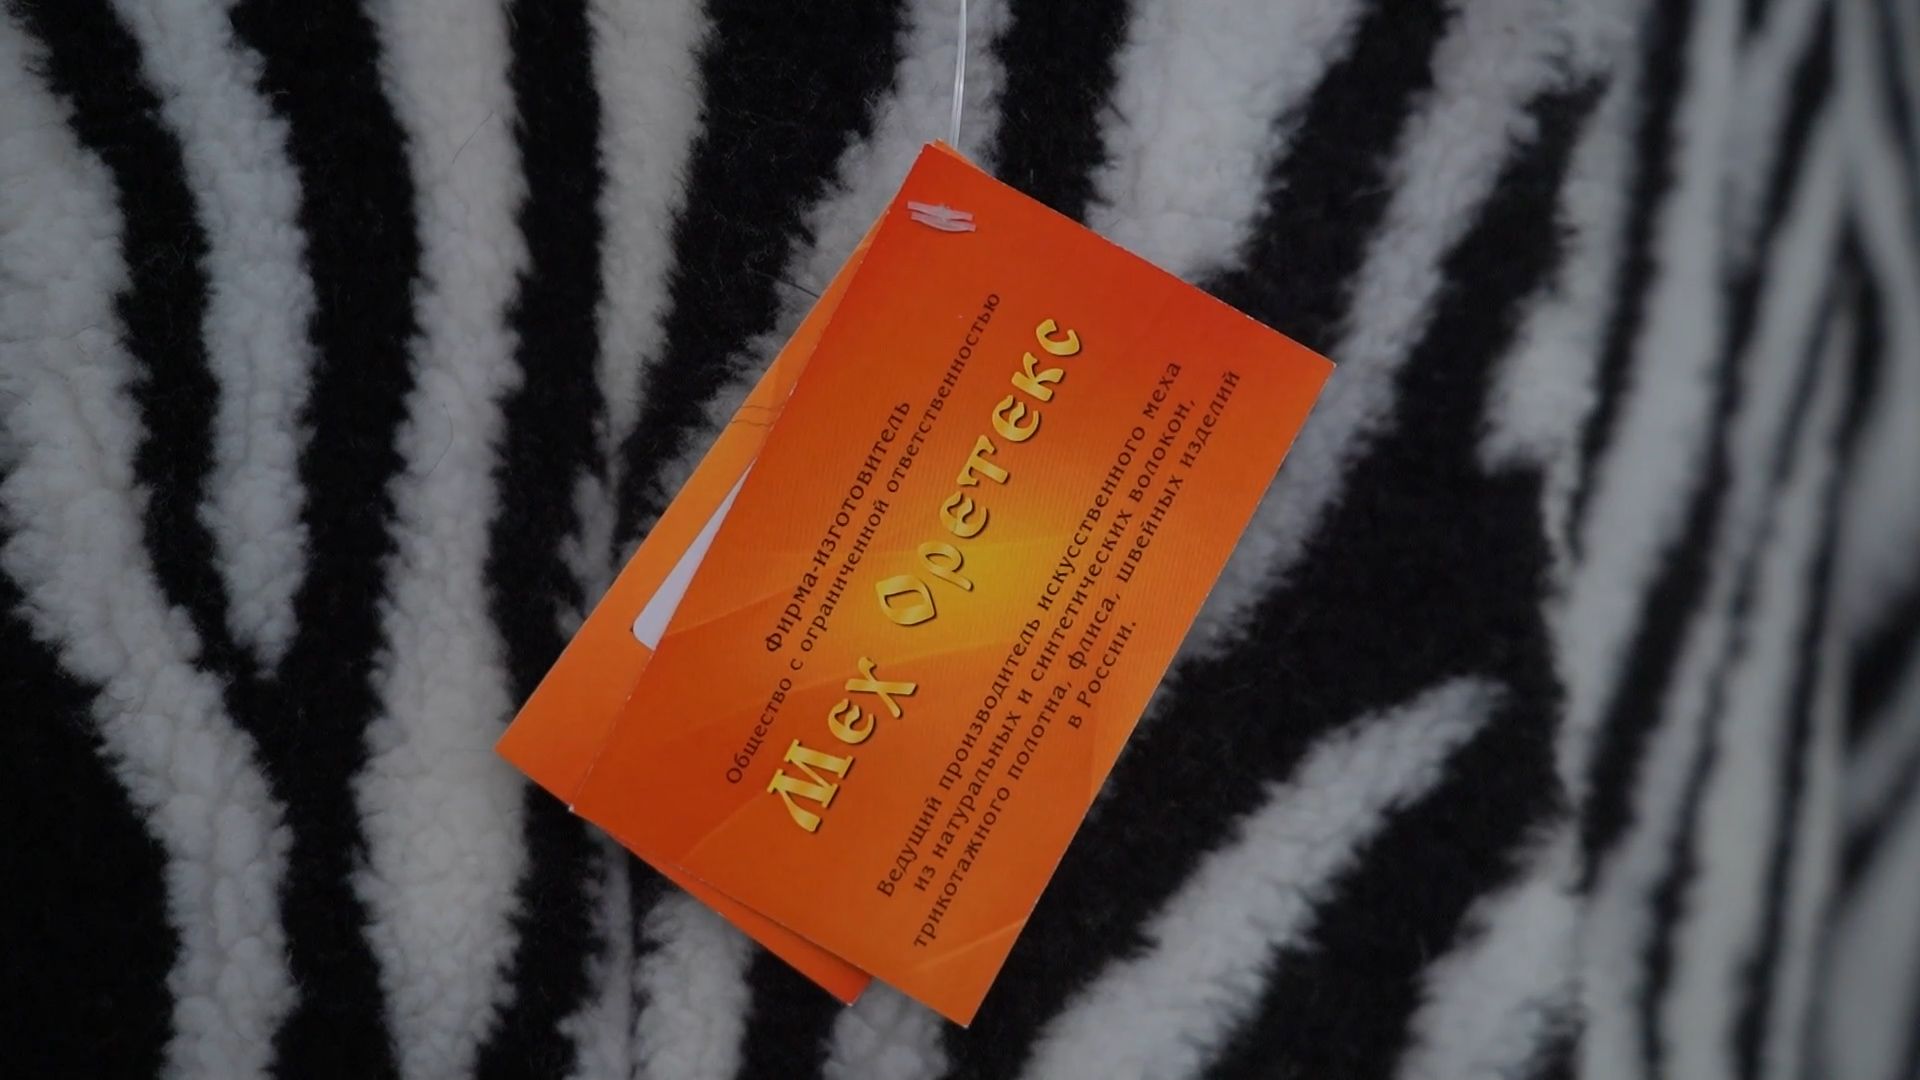 Фирма-изготовитель
Общество с ограниченной ответственностью
Мех Оретекс
Ведущий производитель искусственного меха
из натуральных и синтетических волокон,
трикотажного полотна, флиса, швейных изделий
в России.